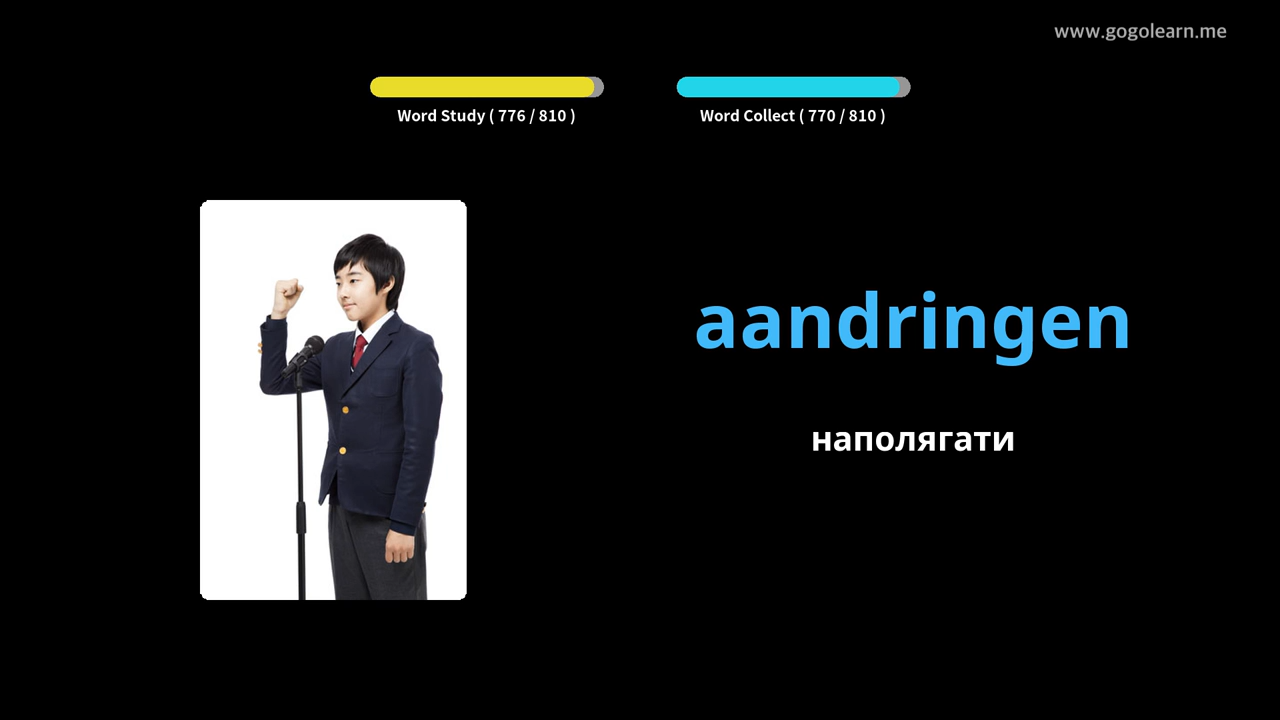 www.gogolearn.me
Word Study ( 776 / 810 )
Word Collect ( 770 / 810 )
aandringen
наполягати